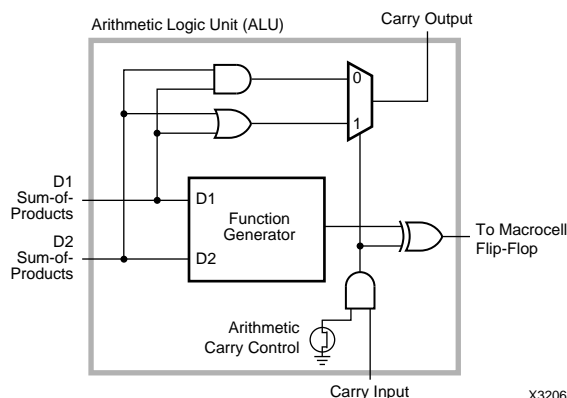 Carry Output
Arithmetic Logic Unit (ALU)
0
1
D1
Sum-of-
Products
D2
Sum-of-
Products
D1
D2
Function
Generator
To Macrocell
Flip-Flop
Arithmetic
Carry Control
Carry Input
X3206